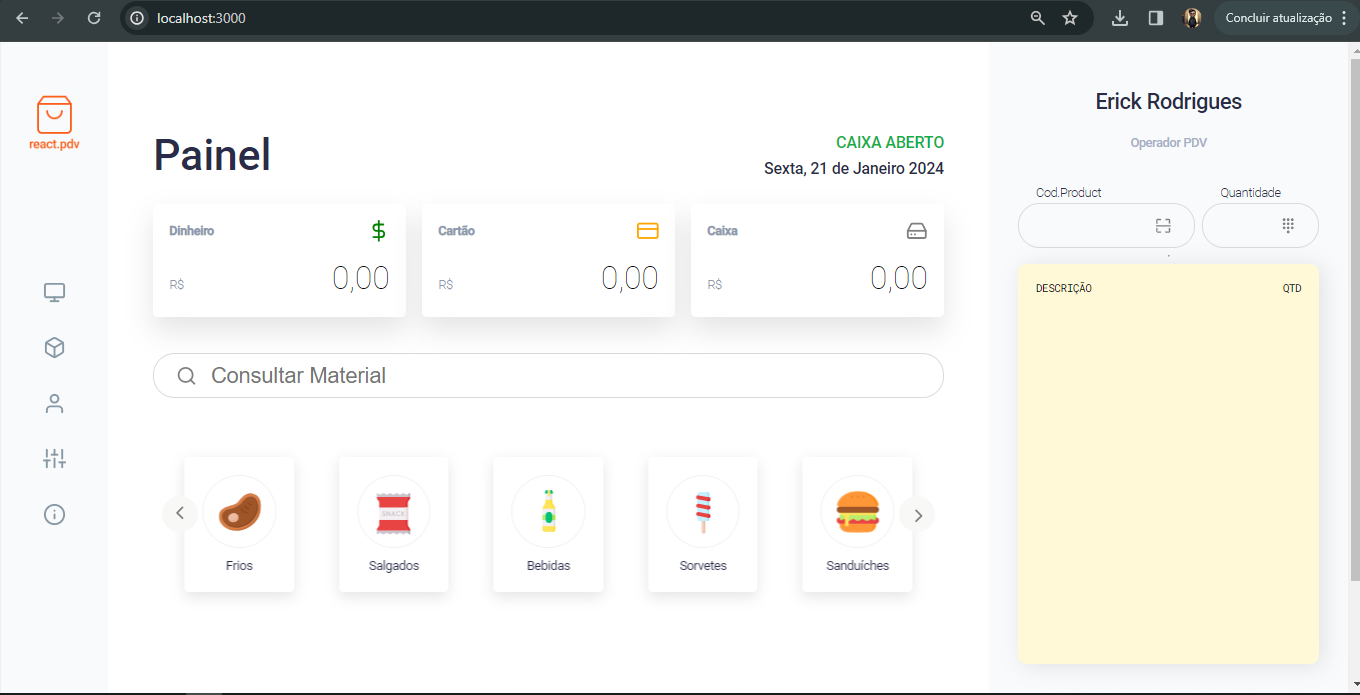 localhost:3000
Concluir atualização
react.pdv
Painel
CAIXA ABERTO
Sexta, 21 de Janeiro 2024
Dinheiro
R$ 0,00
Cartão
R$ 0,00
Caixa
R$ 0,00
Consultar Material
Frios
SNACK
Salgados
Bebidas
Sorvetes
Sanduíches
Erick Rodrigues
Operador PDV
Cod.Product
Quantidade
DESCRIÇÃO QTD